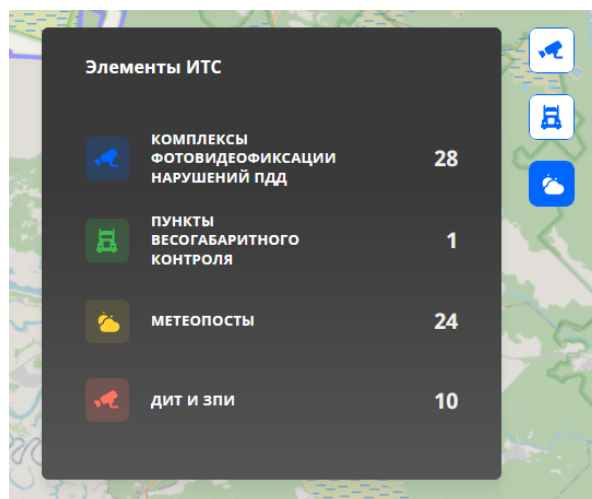 Элементы ИТС
КОМПЛЕКСЫ
ФОТОВИДЕОФИКСАЦИИ
НАРУШЕНИЙ ПДД
28
ПУНКТЫ
ВЕСОГАБАРИТНОГО
КОНТРОЛЯ
1
МЕТЕОПОСТЫ
24
ДИТ И ЗПИ
10